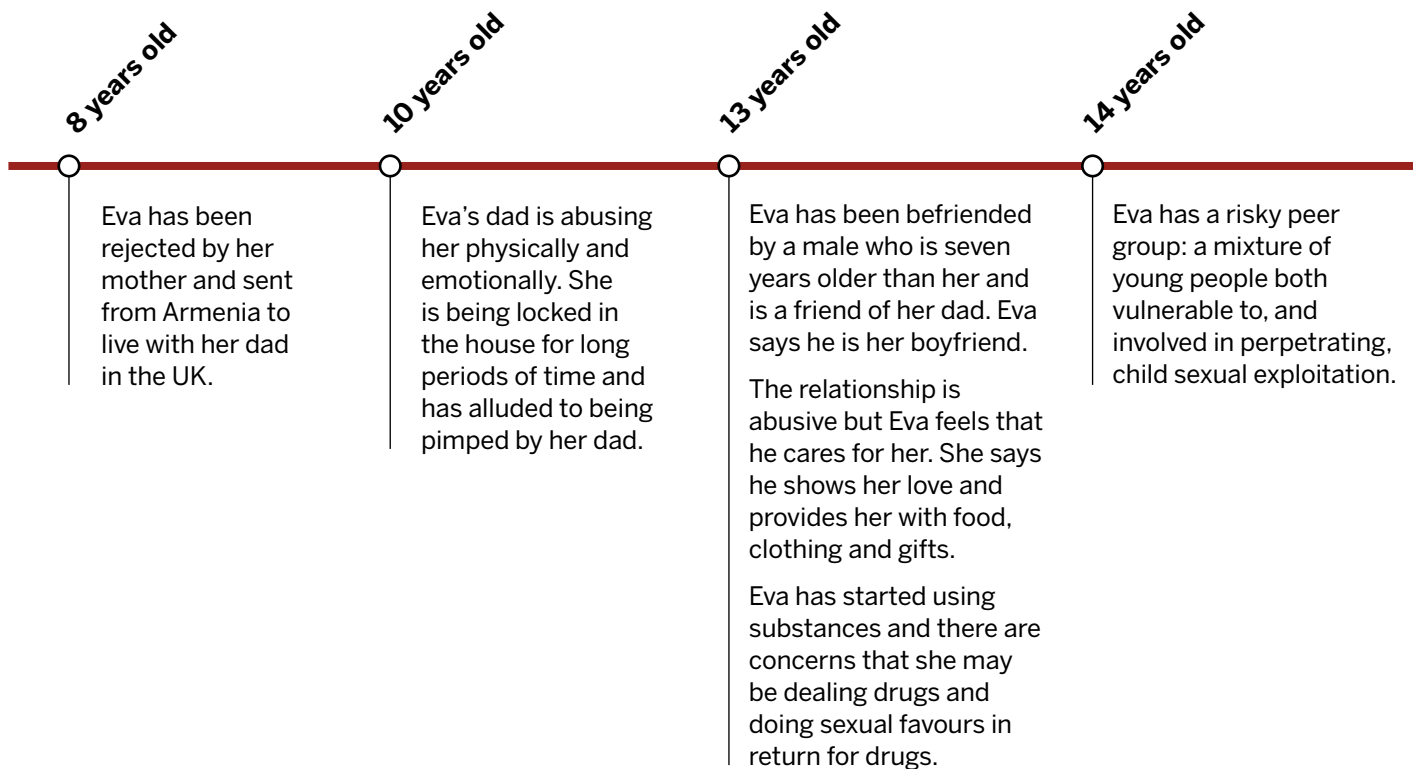 8 years old
Eva has been
rejected by her
mother and sent
from Armenia to
live with her dad
in the UK.
10 years old
Eva’s dad is abusing
her physically and
emotionally. She
is being locked in
the house for long
periods of time and
has alluded to being
pimped by her dad.
13 years old
Eva has been befriended
by a male who is seven
years older than her and
is a friend of her dad. Eva
says he is her boyfriend.
The relationship is
abusive but Eva feels that
he cares for her. She says
he shows her love and
provides her with food,
clothing and gifts.
Eva has started using
substances and there are
concerns that she may
be dealing drugs and
doing sexual favours in
return for drugs.
14 years old
Eva has a risky peer
group: a mixture of
young people both
vulnerable to, and
involved in perpetrating,
child sexual exploitation.